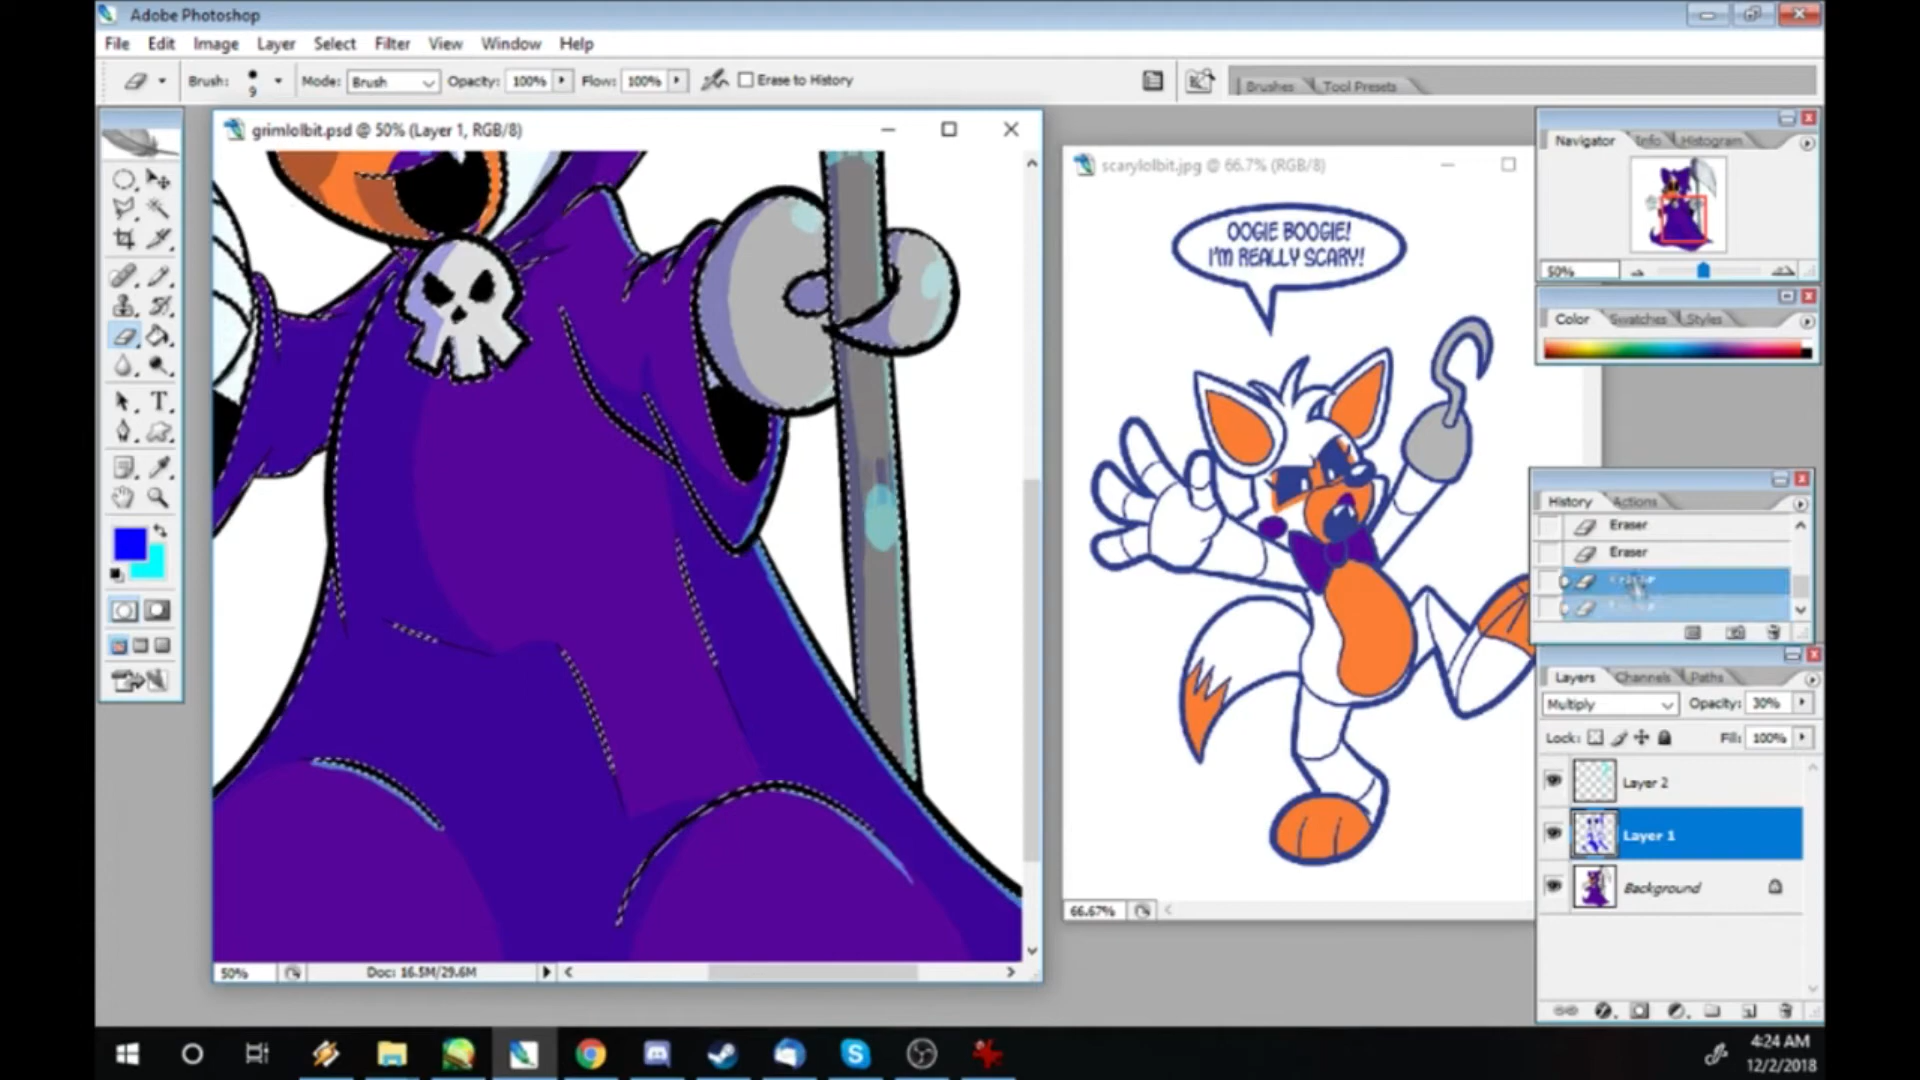 Adobe Photoshop
File Edit Image Layer Select Filter View Window Help
Brush: 9 Mode: Brush Opacity: 100% Flow: 100% Erase to History
Brushes Tool Presets
grimlolbit.psd @ 50% (Layer 1, RGB/8)
scarylolbit.jpg @ 66.7% (RGB/8)
OOGIE BOOGIE!
I'M REALLY SCARY!
Navigator Info Histogram
50%
Color Swatches Styles
History Actions
Eraser
Eraser
Layers Channels Paths
Multiply Opacity: 30%
Lock: Fill: 100%
Layer 2
Layer 1
Background
66.67%
50% Doc: 16.5M/29.6M
4:24 AM
12/2/2018